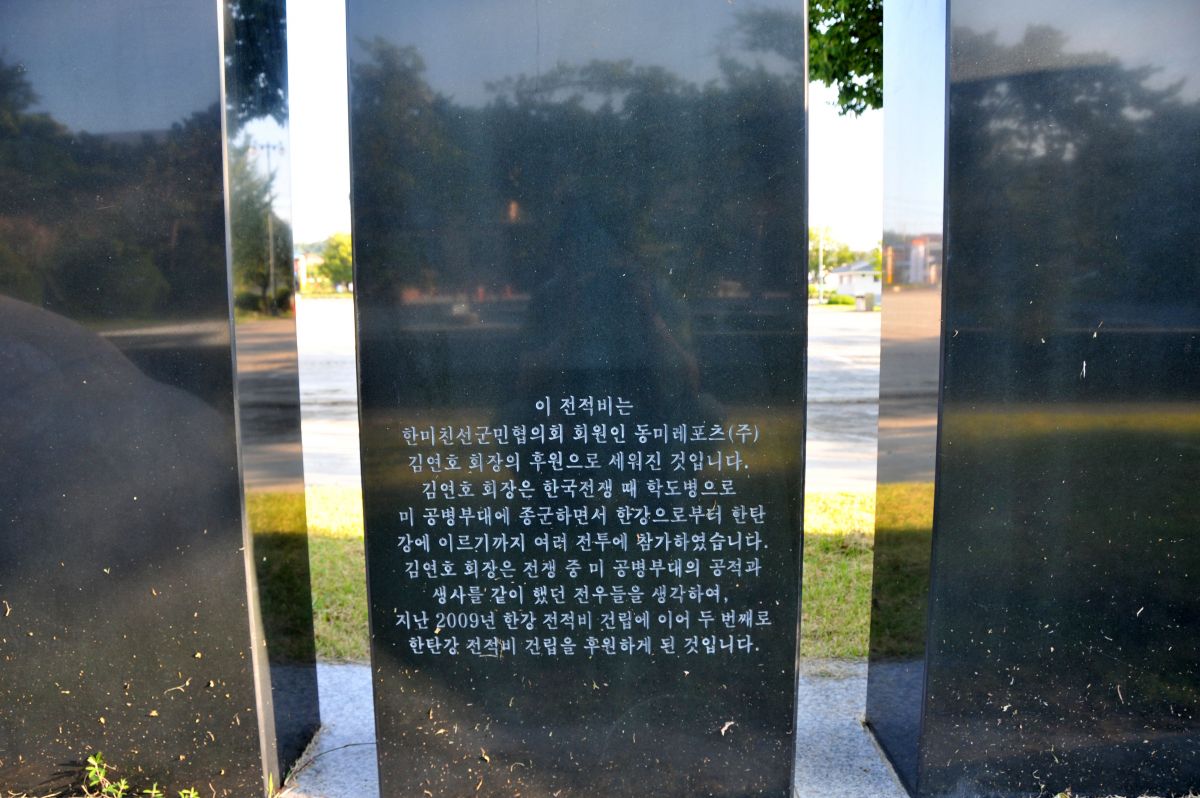 이 전적비는
한미친선군민협의회 회원인 동미레포츠(주)
김연호 회장의 후원으로 세워진 것입니다.
김연호 회장은 한국전쟁 때 학도병으로
미 공병부대에 종군하면서 한강으로부터 한탄
강에 이르기까지 여러 전투에 참가하였습니다.
김연호 회장은 전쟁 중 미 공병부대의 공적과
생사를 같이 했던 전우들을 생각하여,
지난 2009년 한강 전적비 건립에 이어 두 번째로
한탄강 전적비 건립을 후원하게 된 것입니다.